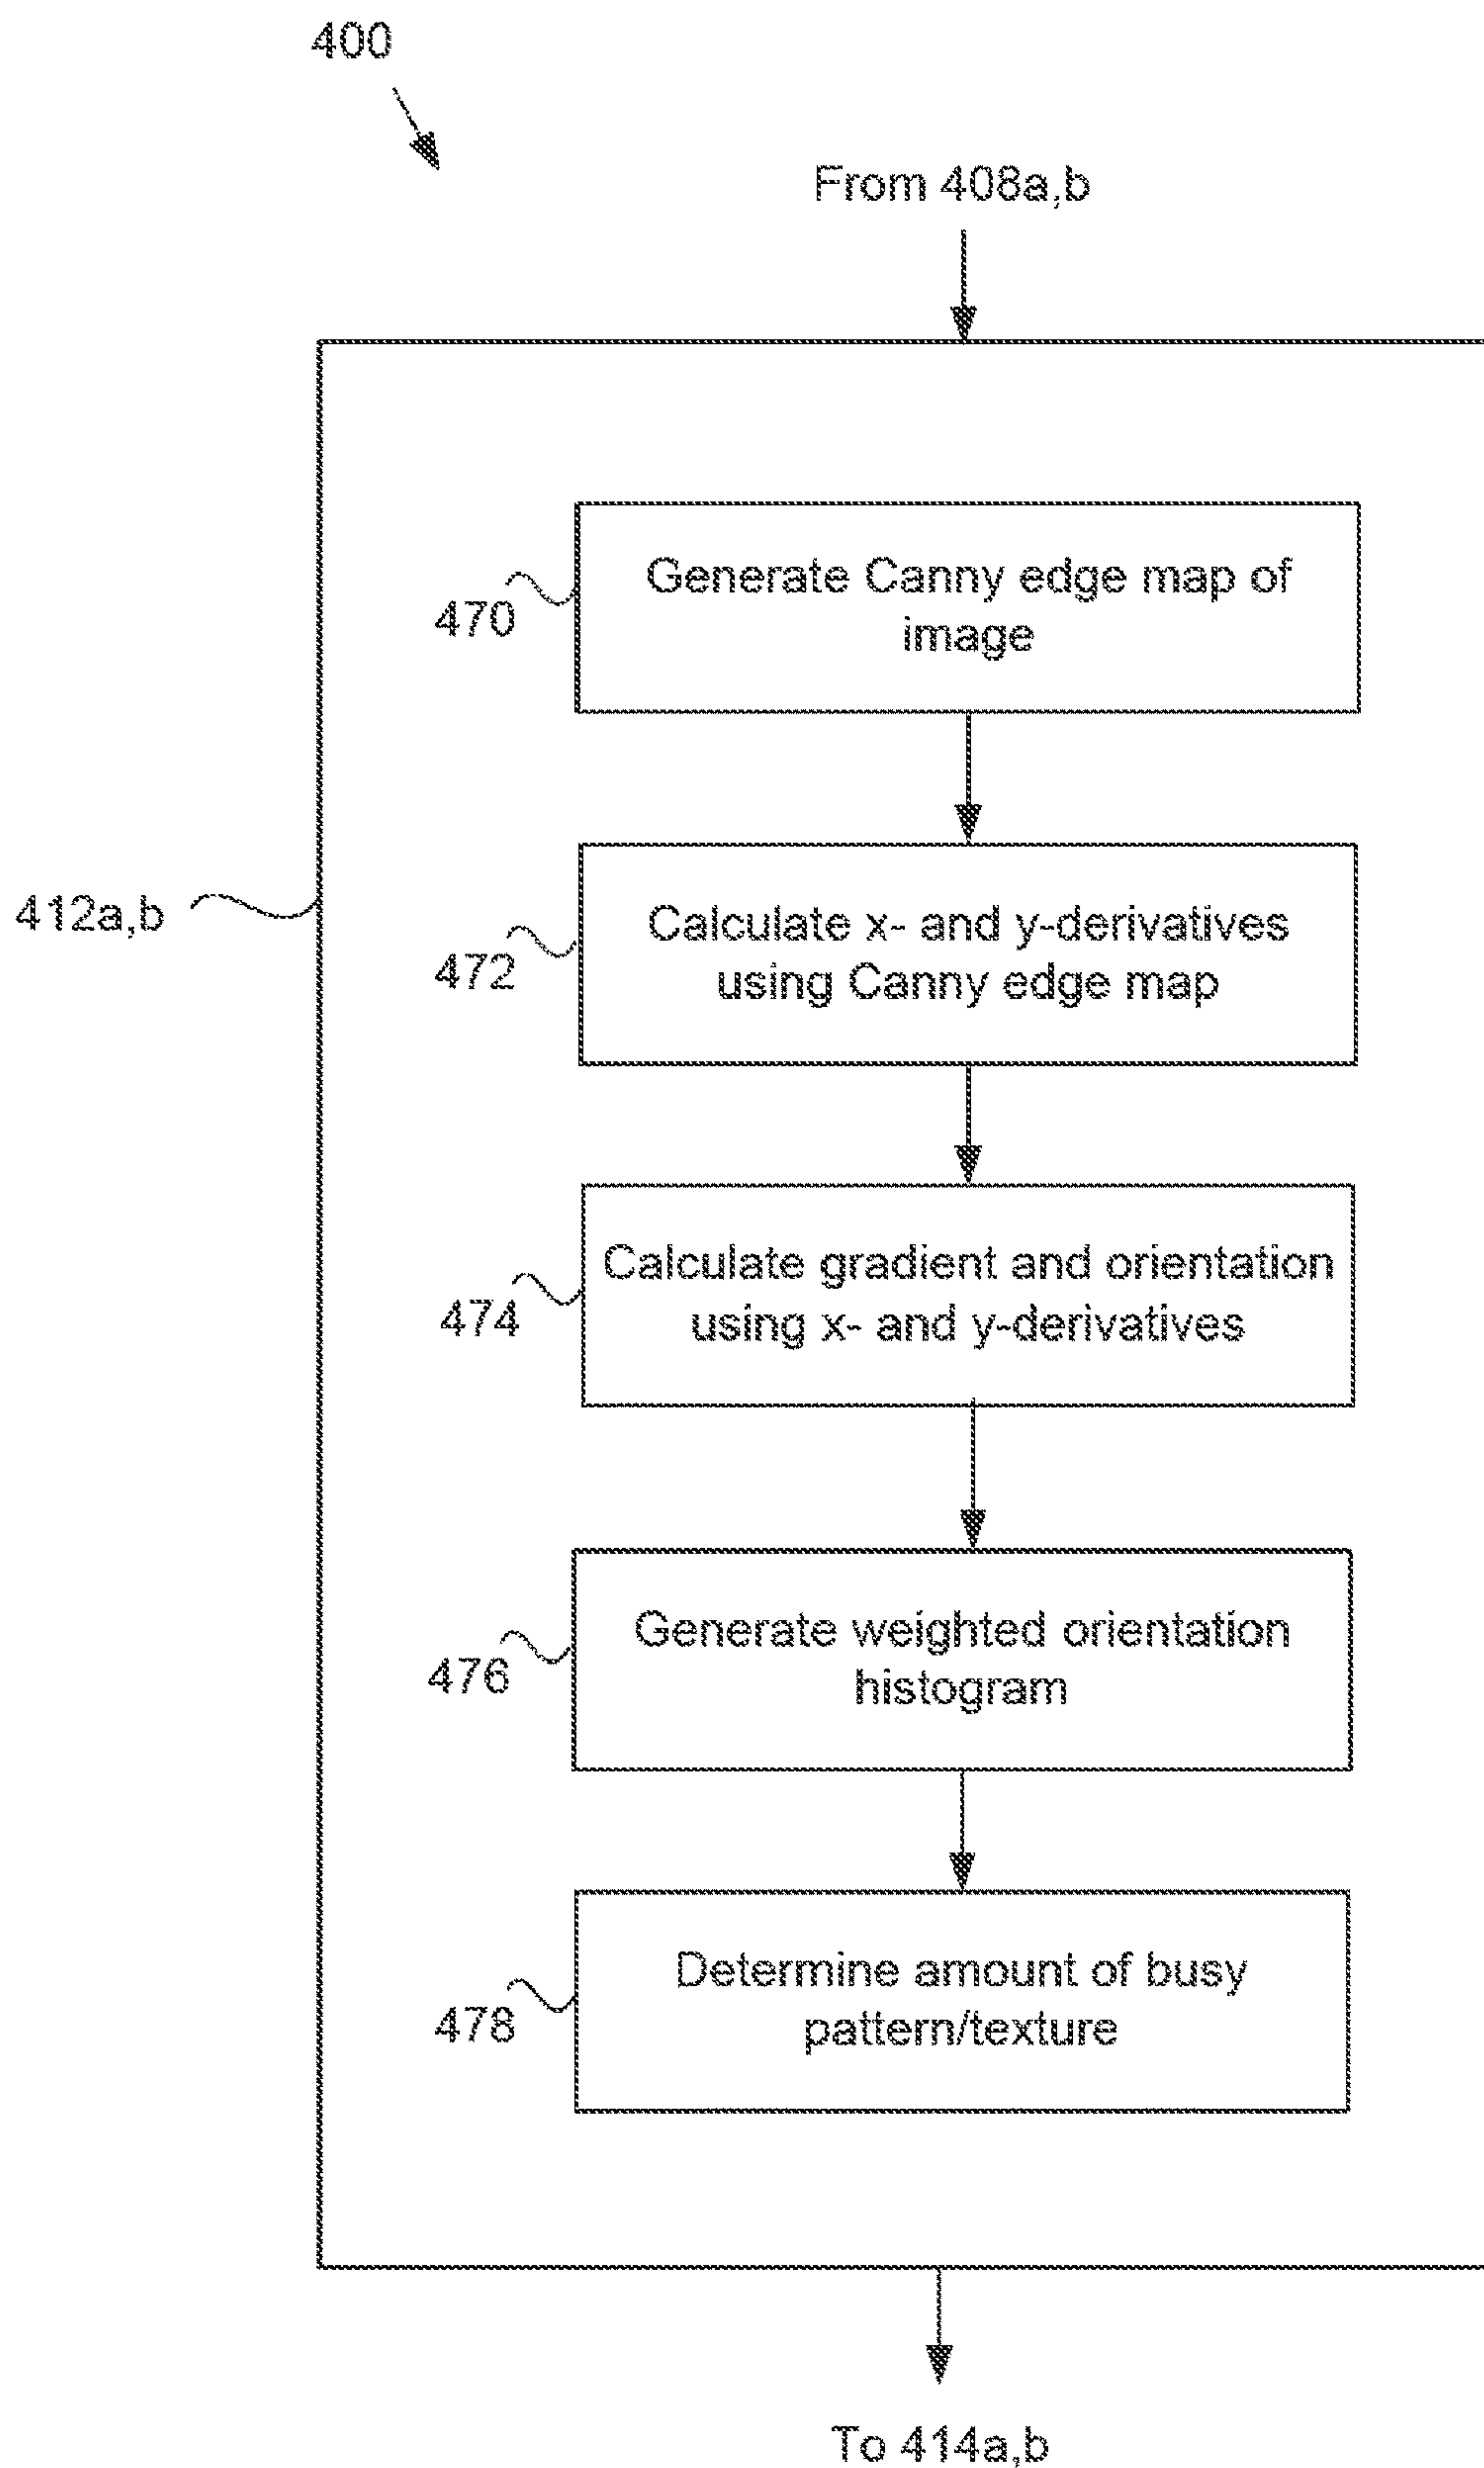 400
From 408a,b
Generate Canny edge map of
image
470
Calculate x- and y-derivatives
using Canny edge map
472
412a,b
Calculate gradient and orientation
using x- and y-derivatives
474
Generate weighted orientation
histogram
476
Determine amount of busy
pattern/texture
478
To 414a,b